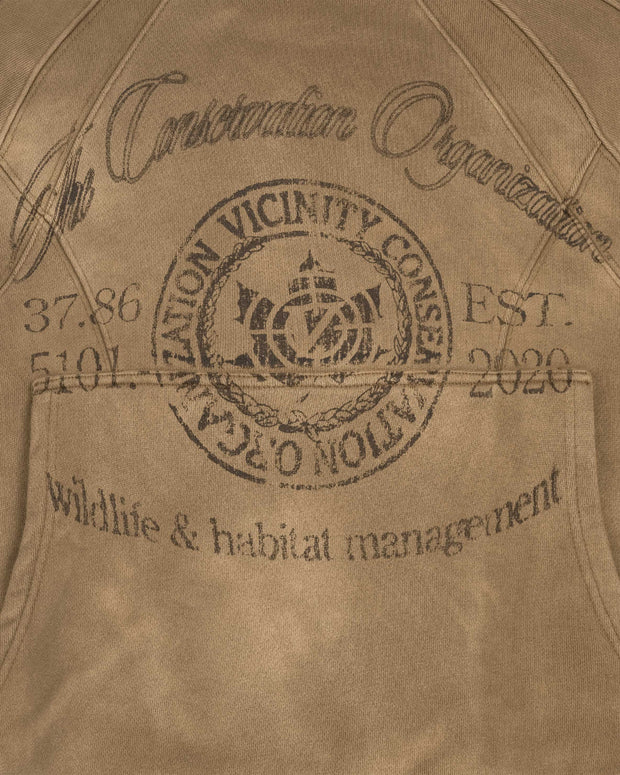 The Conservation Organization
VICINITY CONSERVATION ORGANIZATION
V
37.86
5101.
EST.
2020
wildlife & habitat management